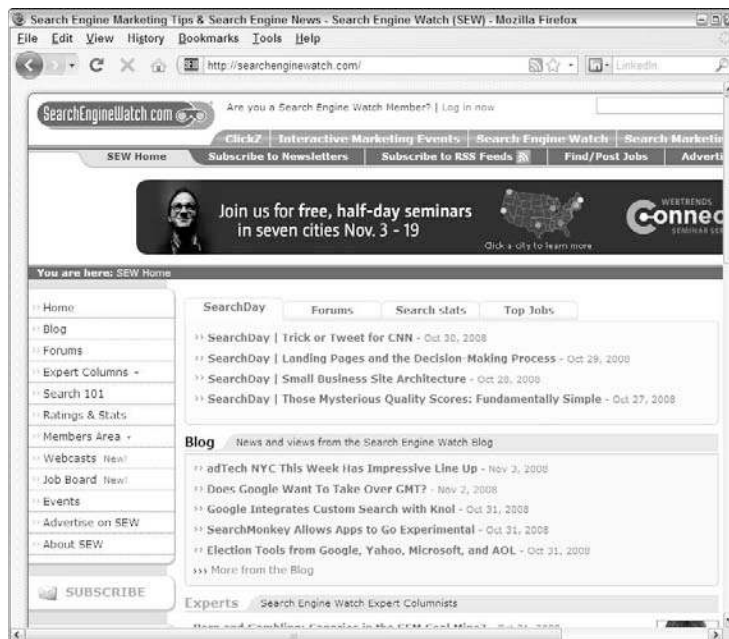 Search Engine Marketing Tips & Search Engine News - Search Engine Watch (SEW) - Mozilla Firefox
File Edit View History Bookmarks Tools Help
http://searchenginewatch.com/
LinkedIn
SearchEngineWatch.com
Are you a Search Engine Watch Member? | Log in now
ClickZ | Interactive Marketing Events | Search Engine Watch | Search Marketin
SEW Home Subscribe to Newsletters Subscribe to RSS Feeds Find/Post Jobs Adverti
Join us for free, half-day seminars
in seven cities Nov. 3 - 19
Click a city to learn more
WEBTRENDS
Connec
SEMINAR SER
You are here: SEW Home
Home
Blog
Forums
Expert Columns
Search 101
Ratings & Stats
Members Area
Webcasts New!
Job Board New!
Events
Advertise on SEW
About SEW
SUBSCRIBE
SearchDay Forums Search stats Top Jobs
›› SearchDay | Trick or Tweet for CNN - Oct 30, 2008
›› SearchDay | Landing Pages and the Decision-Making Process - Oct 29, 2008
›› SearchDay | Small Business Site Architecture - Oct 28, 2008
›› SearchDay | Those Mysterious Quality Scores: Fundamentally Simple - Oct 27, 2008
Blog News and views from the Search Engine Watch Blog
›› adTech NYC This Week Has Impressive Line Up - Nov 3, 2008
›› Does Google Want To Take Over GMT? - Nov 2, 2008
›› Google Integrates Custom Search with Knol - Oct 31, 2008
›› SearchMonkey Allows Apps to Go Experimental - Oct 31, 2008
›› Election Tools from Google, Yahoo, Microsoft, and AOL - Oct 31, 2008
››› More from the Blog
Experts Search Engine Watch Expert Columnists